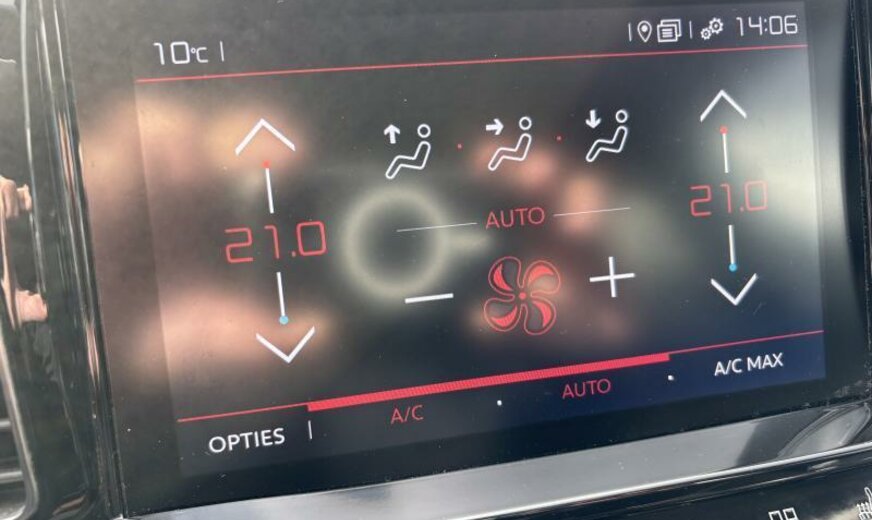 10°C
14:06
21.0
21.0
AUTO
A/C
AUTO
A/C MAX
OPTIES